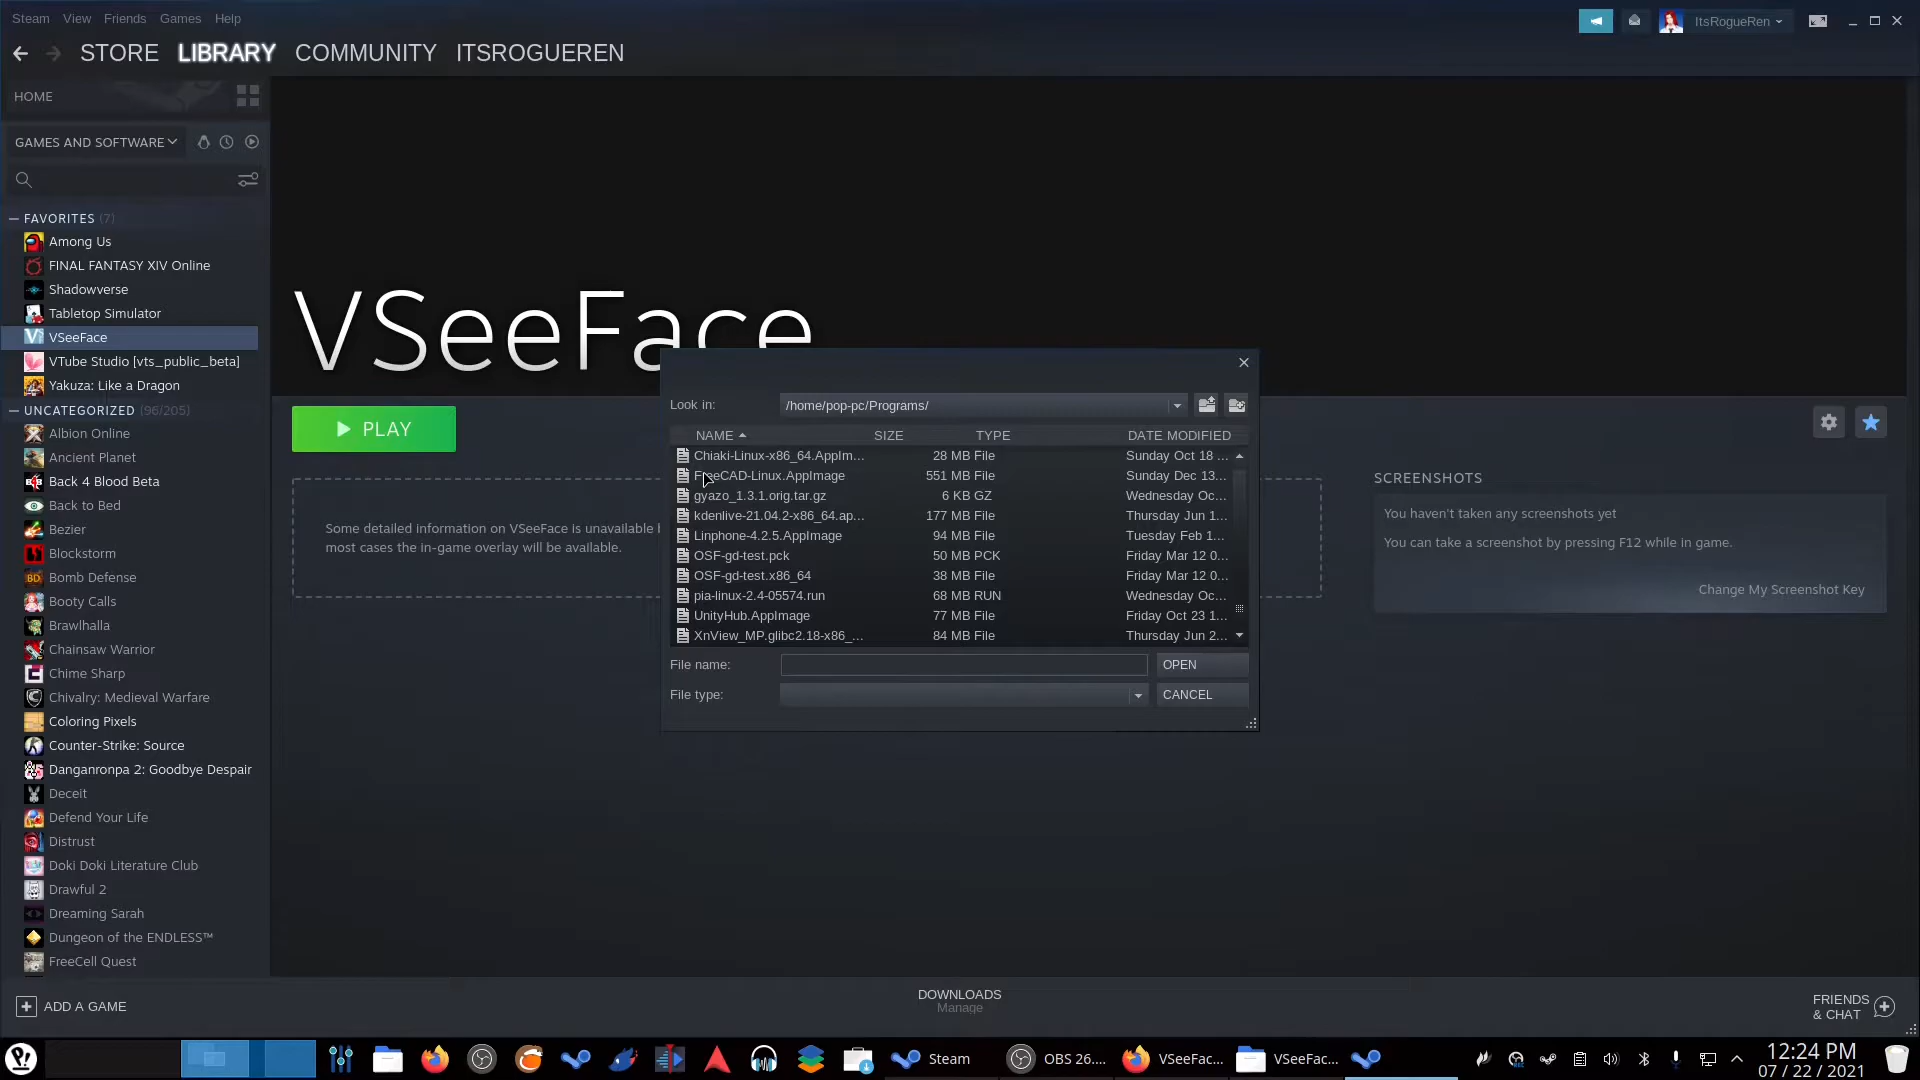 Steam View Friends Games Help
ItsRogueRen
STORE LIBRARY COMMUNITY ITSROGUEREN
HOME
GAMES AND SOFTWARE
FAVORITES (7)
Among Us
FINAL FANTASY XIV Online
Shadowverse
Tabletop Simulator
VSeeFace
VTube Studio [vts_public_beta]
Yakuza: Like a Dragon
UNCATEGORIZED (96/205)
Albion Online
Ancient Planet
Back 4 Blood Beta
Back to Bed
Bezier
Blockstorm
Bomb Defense
Booty Calls
Brawlhalla
Chainsaw Warrior
Chime Sharp
Chivalry: Medieval Warfare
Coloring Pixels
Counter-Strike: Source
Danganronpa 2: Goodbye Despair
Deceit
Defend Your Life
Distrust
Doki Doki Literature Club
Drawful 2
Dreaming Sarah
Dungeon of the ENDLESS™
FreeCell Quest
ADD A GAME
VSeeFace
PLAY
Some detailed information on VSeeFace is unavailable
most cases the in-game overlay will be available.
Look in: /home/pop-pc/Programs/
NAME SIZE TYPE DATE MODIFIED
Chiaki-Linux-x86_64.AppIm... 28 MB File Sunday Oct 18 ...
FreeCAD-Linux.AppImage 551 MB File Sunday Dec 13...
gyazo_1.3.1.orig.tar.gz 6 KB GZ Wednesday Oc...
kdenlive-21.04.2-x86_64.ap... 177 MB File Thursday Jun 1...
Linphone-4.2.5.AppImage 94 MB File Tuesday Feb 1...
OSF-gd-test.pck 50 MB PCK Friday Mar 12 0...
OSF-gd-test.x86_64 38 MB File Friday Mar 12 0...
pia-linux-2.4-05574.run 68 MB RUN Wednesday Oc...
UnityHub.AppImage 77 MB File Friday Oct 23 1...
XnView_MP.glibc2.18-x86_... 84 MB File Thursday Jun 2...
File name: OPEN
File type: CANCEL
SCREENSHOTS
You haven't taken any screenshots yet
You can take a screenshot by pressing F12 while in game.
Change My Screenshot Key
DOWNLOADS
Manage
FRIENDS
& CHAT
Steam OBS 26.... VSeeFac... VSeeFac...
12:24 PM
07 / 22 / 2021